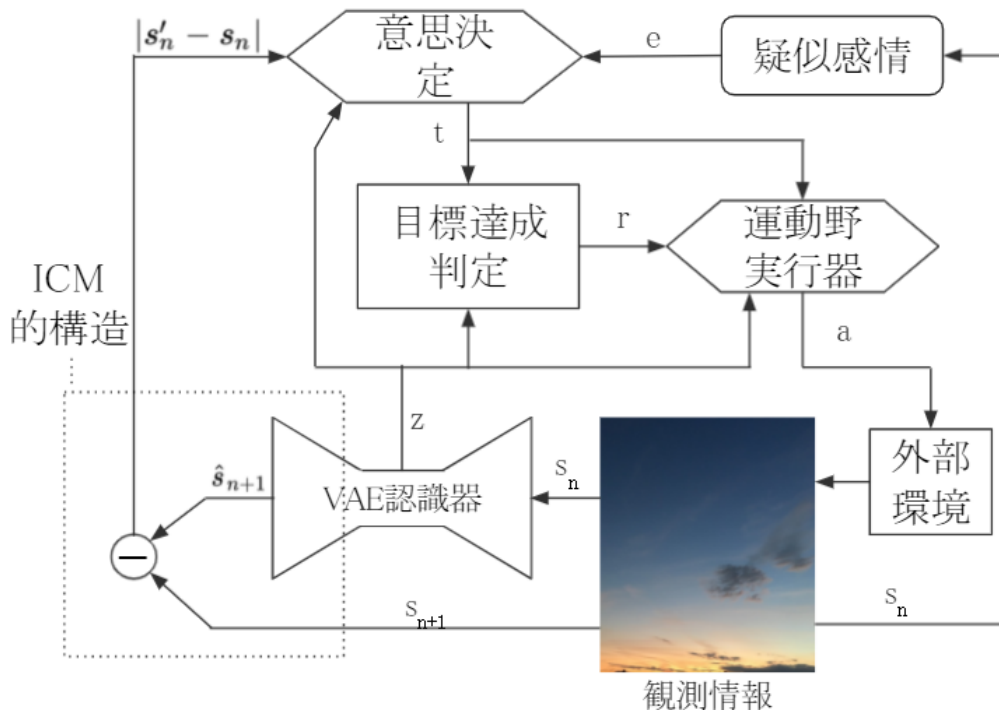 |s′ₙ − sₙ|
意思決
定
e
疑似感情
t
目標達成
判定
r
運動野
実行器
ICM
的構造
a
z
外部
環境
ŝₙ₊₁
VAE認識器
sₙ
−
sₙ₊₁
sₙ
観測情報